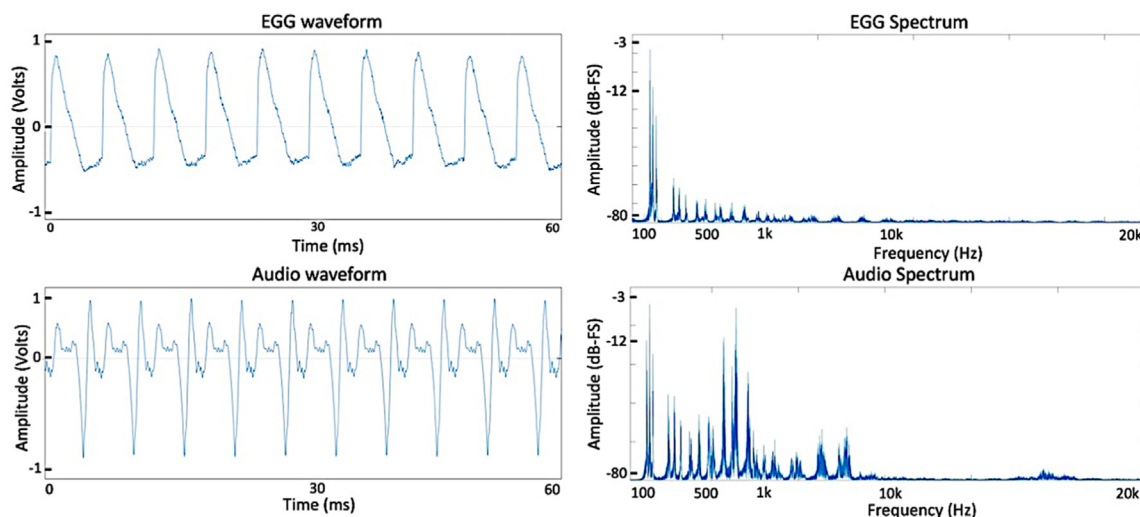 EGG waveform
Amplitude (Volts)
1
0
-1
0
30
60
Time (ms)
EGG Spectrum
Amplitude (dB-FS)
-3
-12
-80
100
500
1k
10k
20k
Frequency (Hz)
Audio waveform
Amplitude (Volts)
1
0
-1
0
30
60
Time (ms)
Audio Spectrum
Amplitude (dB-FS)
-3
-12
-80
100
500
1k
10k
20k
Frequency (Hz)